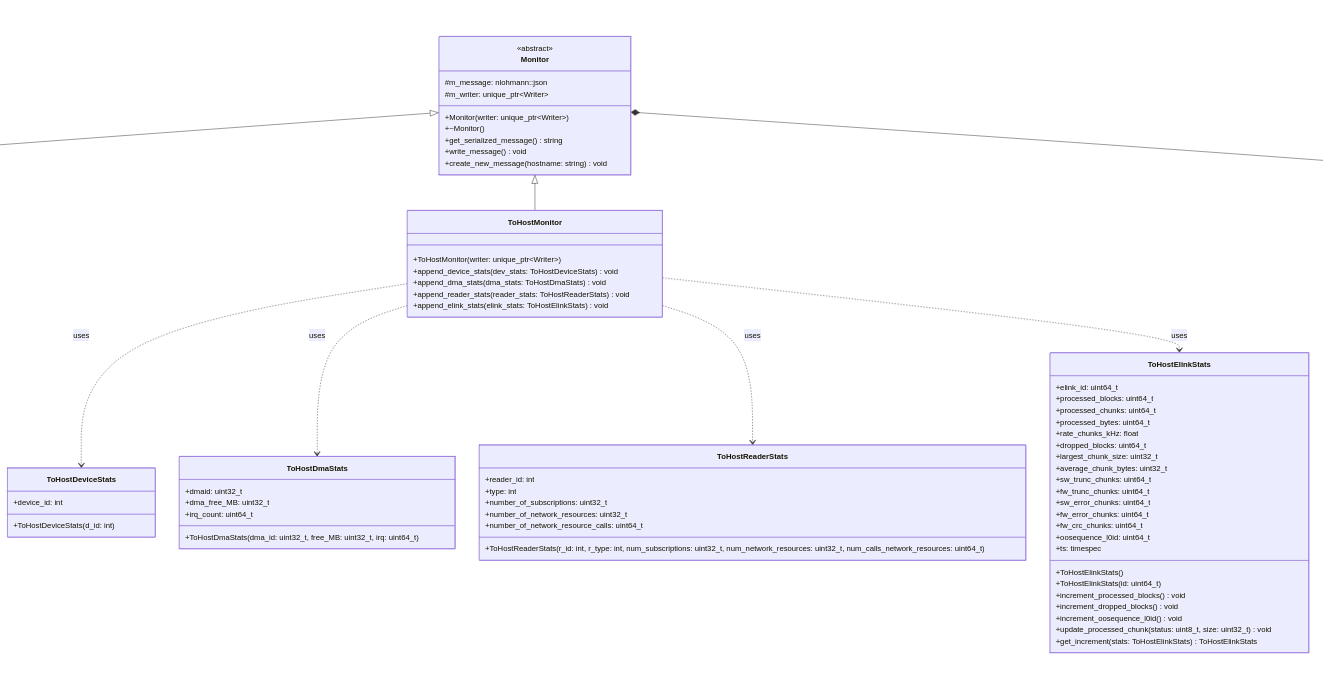 «abstract»
Monitor
#m_message: nlohmann::json
#m_writer: unique_ptr<Writer>
+Monitor(writer: unique_ptr<Writer>)
+~Monitor()
+get_serialized_message() : string
+write_message() : void
+create_new_message(hostname: string) : void
ToHostMonitor
+ToHostMonitor(writer: unique_ptr<Writer>)
+append_device_stats(dev_stats: ToHostDeviceStats) : void
+append_dma_stats(dma_stats: ToHostDmaStats) : void
+append_reader_stats(reader_stats: ToHostReaderStats) : void
+append_elink_stats(elink_stats: ToHostElinkStats) : void
uses
uses
uses
uses
ToHostDeviceStats
+device_id: int
+ToHostDeviceStats(d_id: int)
ToHostDmaStats
+dmaid: uint32_t
+dma_free_MB: uint32_t
+irq_count: uint64_t
+ToHostDmaStats(dma_id: uint32_t, free_MB: uint32_t, irq: uint64_t)
ToHostReaderStats
+reader_id: int
+type: int
+number_of_subscriptions: uint32_t
+number_of_network_resources: uint32_t
+number_of_network_resource_calls: uint64_t
+ToHostReaderStats(r_id: int, r_type: int, num_subscriptions: uint32_t, num_network_resources: uint32_t, num_calls_network_resources: uint64_t)
ToHostElinkStats
+elink_id: uint64_t
+processed_blocks: uint64_t
+processed_chunks: uint64_t
+processed_bytes: uint64_t
+rate_chunks_kHz: float
+dropped_blocks: uint64_t
+largest_chunk_size: uint32_t
+average_chunk_bytes: uint32_t
+sw_trunc_chunks: uint64_t
+fw_trunc_chunks: uint64_t
+sw_error_chunks: uint64_t
+fw_error_chunks: uint64_t
+fw_crc_chunks: uint64_t
+oosequence_l0id: uint64_t
+ts: timespec
+ToHostElinkStats()
+ToHostElinkStats(id: uint64_t)
+increment_processed_blocks() : void
+increment_dropped_blocks() : void
+increment_oosequence_l0id() : void
+update_processed_chunk(status: uint8_t, size: uint32_t) : void
+get_increment(stats: ToHostElinkStats) : ToHostElinkStats